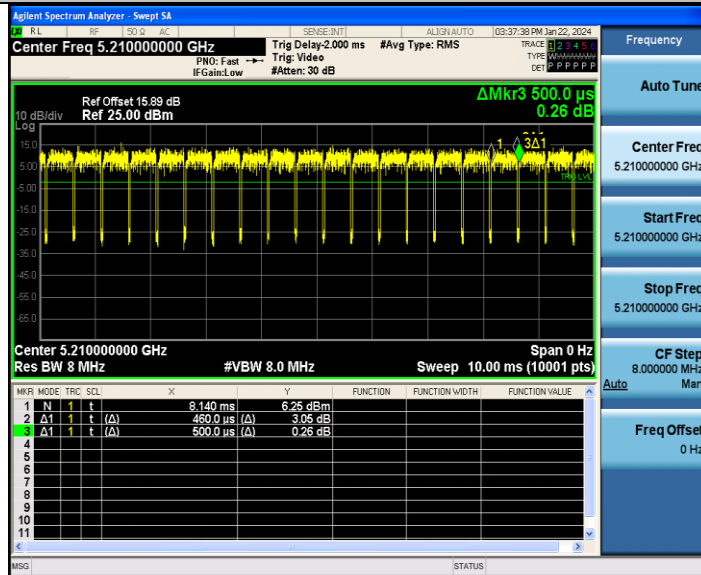 Agilent Spectrum Analyzer - Swept SA
RL RF 50 Ω AC SENSE:INT ALIGNAUTO 03:37:38 PM Jan 22, 2024
Center Freq 5.210000000 GHz Trig Delay-2.000 ms #Avg Type: RMS TRACE 1 2 3 4 5 6
PNO: Fast Trig: Video TYPE
IFGain:Low #Atten: 30 dB DET P P P P P P
ΔMkr3 500.0 µs
0.26 dB
Ref Offset 15.89 dB
10 dB/div Ref 25.00 dBm
Log
15.0
5.00
-5.00
-15.0
-25.0
-35.0
-45.0
-55.0
-65.0
1 3Δ1
TRIG LVL
Center 5.210000000 GHz Span 0 Hz
Res BW 8 MHz #VBW 8.0 MHz Sweep 10.00 ms (10001 pts)
MKR MODE TRC SCL X Y FUNCTION FUNCTION WIDTH FUNCTION VALUE
1 N 1 t 8.140 ms 6.25 dBm
2 Δ1 1 t (Δ) 460.0 µs (Δ) 3.05 dB
3 Δ1 1 t (Δ) 500.0 µs (Δ) 0.26 dB
4
5
6
7
8
9
10
11
MSG STATUS
Frequency
Auto Tune
Center Freq
5.210000000 GHz
Start Freq
5.210000000 GHz
Stop Freq
5.210000000 GHz
CF Step
8.000000 MHz
Auto Man
Freq Offset
0 Hz